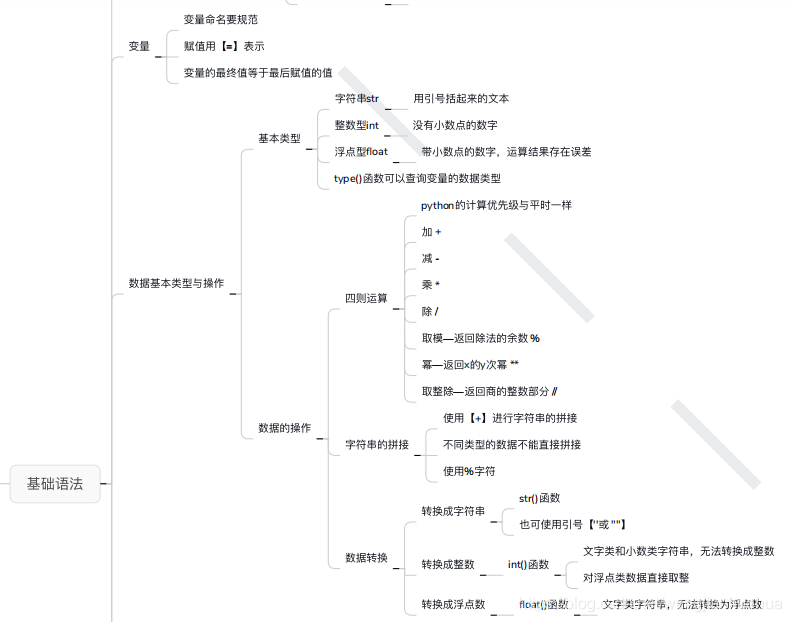 变量命名要规范
变量
赋值用【=】表示
变量的最终值等于最后赋值的值
字符串str
用引号括起来的文本
整数型int
没有小数点的数字
基本类型
浮点型float
带小数点的数字，运算结果存在误差
type()函数可以查询变量的数据类型
python的计算优先级与平时一样
加 +
减 -
数据基本类型与操作
乘 *
四则运算
除 /
取模—返回除法的余数 %
幂—返回x的y次幂 **
取整除—返回商的整数部分 //
使用【+】进行字符串的拼接
数据的操作
字符串的拼接
不同类型的数据不能直接拼接
使用%字符
基础语法
str()函数
转换成字符串
也可使用引号【''或 ""】
文字类和小数类字符串，无法转换成整数
数据转换
转换成整数
int()函数
对浮点类数据直接取整
转换成浮点数
float()函数
文字类字符串，无法转换为浮点数